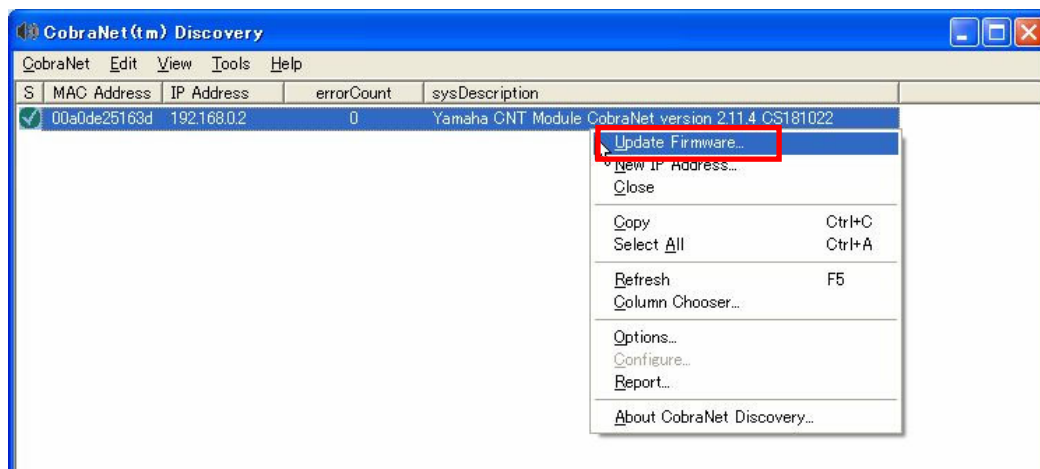 CobraNet(tm) Discovery
CobraNet Edit View Tools Help
S MAC Address IP Address errorCount sysDescription
00a0de25163d 192.168.0.2 0 Yamaha CNT Module CobraNet version 2.11.4 CS181022
Update Firmware...
New IP Address...
Close
Copy Ctrl+C
Select All Ctrl+A
Refresh F5
Column Chooser...
Options...
Configure...
Report...
About CobraNet Discovery...